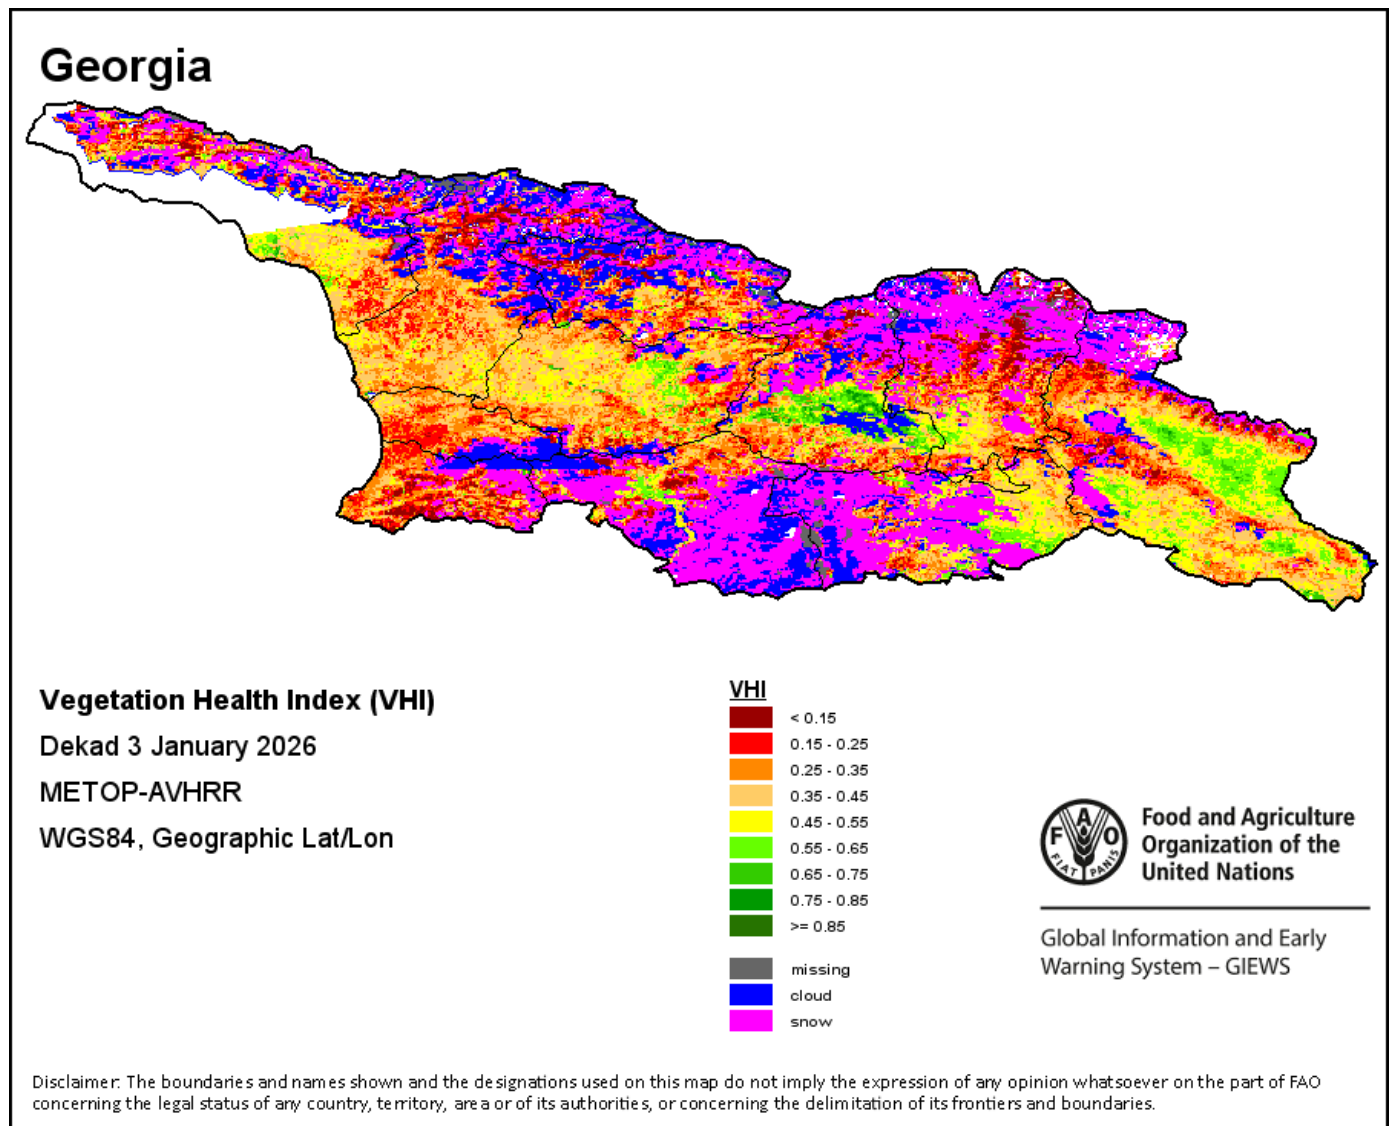 Georgia
Vegetation Health Index (VHI)
Dekad 3 January 2026
METOP-AVHRR
WGS84, Geographic Lat/Lon
VHI
< 0.15
0.15 - 0.25
0.25 - 0.35
0.35 - 0.45
0.45 - 0.55
0.55 - 0.65
0.65 - 0.75
0.75 - 0.85
>= 0.85
missing
cloud
snow
F A O
FIAT PANIS
Food and Agriculture
Organization of the
United Nations
Global Information and Early
Warning System – GIEWS
Disclaimer: The boundaries and names shown and the designations used on this map do not imply the expression of any opinion whatsoever on the part of FAO
concerning the legal status of any country, territory, area or of its authorities, or concerning the delimitation of its frontiers and boundaries.